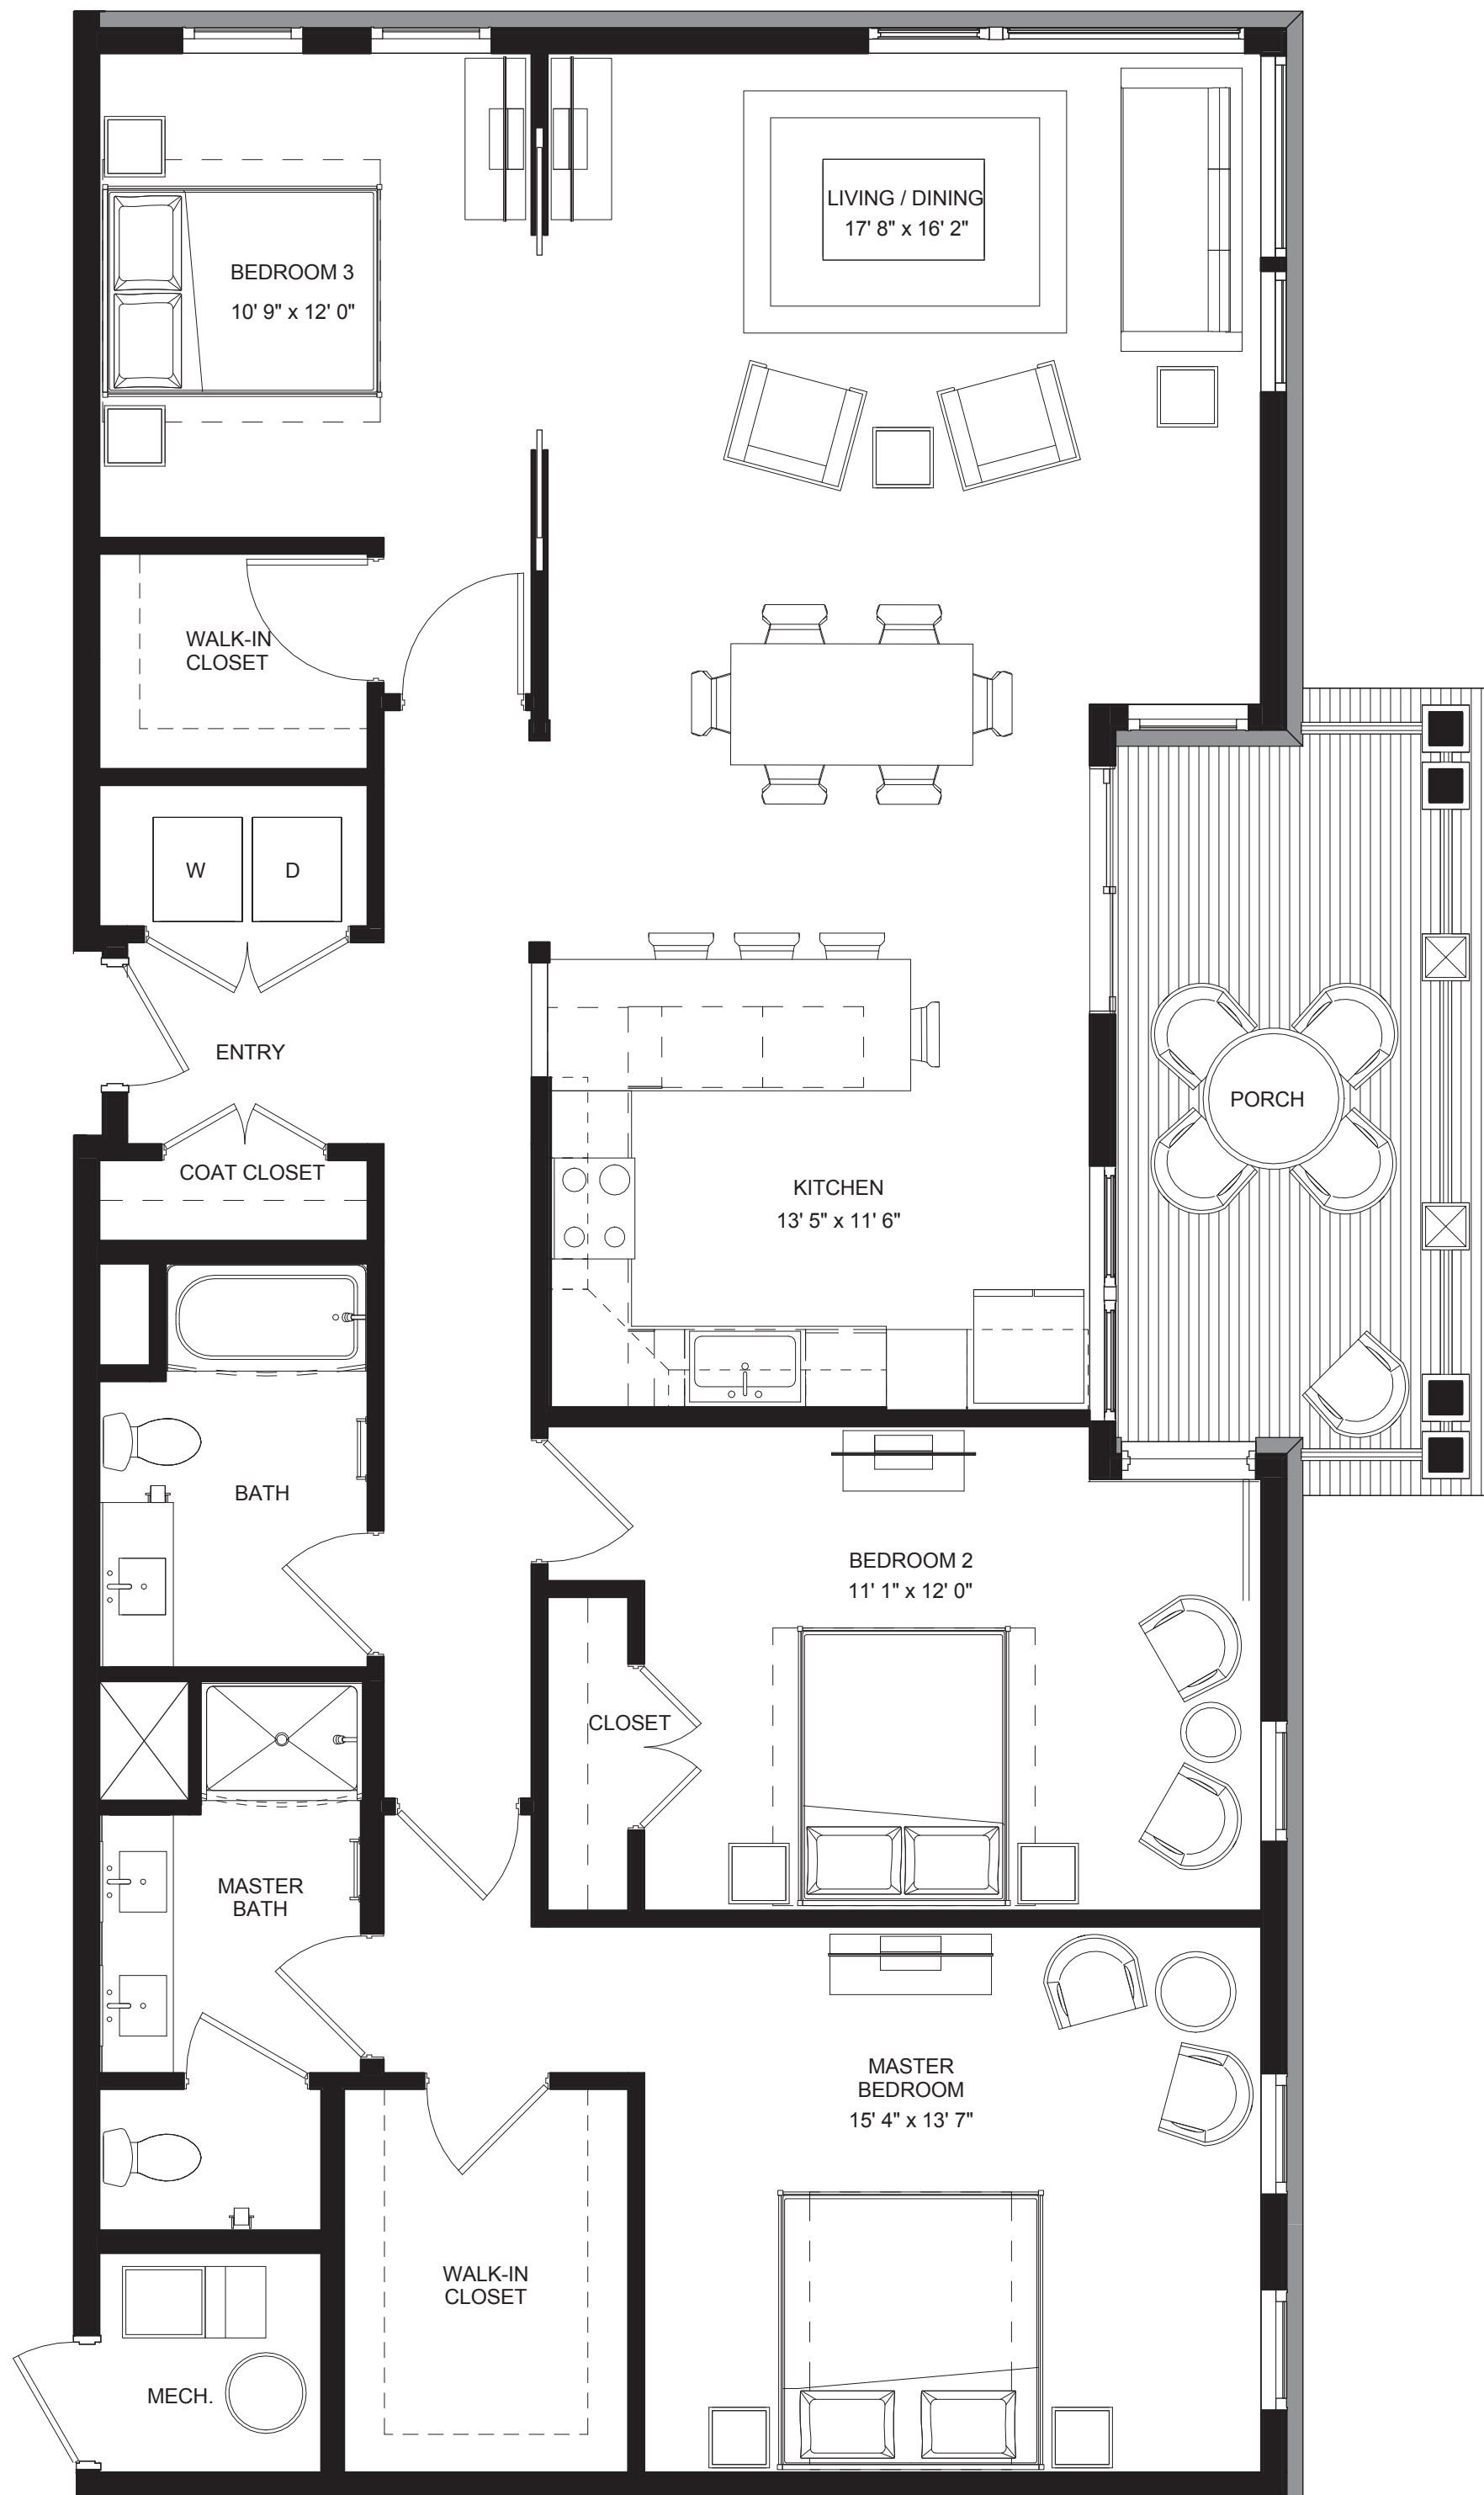 LIVING / DINING
17' 8" x 16' 2"
BEDROOM 3
10' 9" x 12' 0"
WALK-IN
CLOSET
W
D
ENTRY
PORCH
COAT CLOSET
KITCHEN
13' 5" x 11' 6"
BATH
BEDROOM 2
11' 1" x 12' 0"
CLOSET
MASTER
BATH
MASTER
BEDROOM
15' 4" x 13' 7"
WALK-IN
CLOSET
MECH.